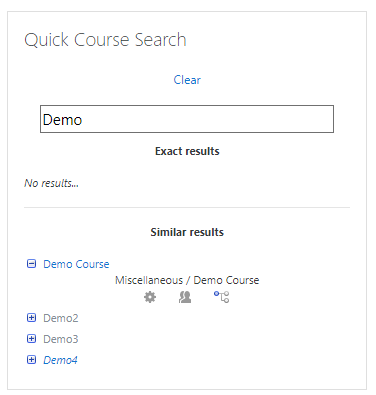 Quick Course Search
Clear
Demo
Exact results
No results...
Similar results
Demo Course
Miscellaneous / Demo Course
Demo2
Demo3
Demo4